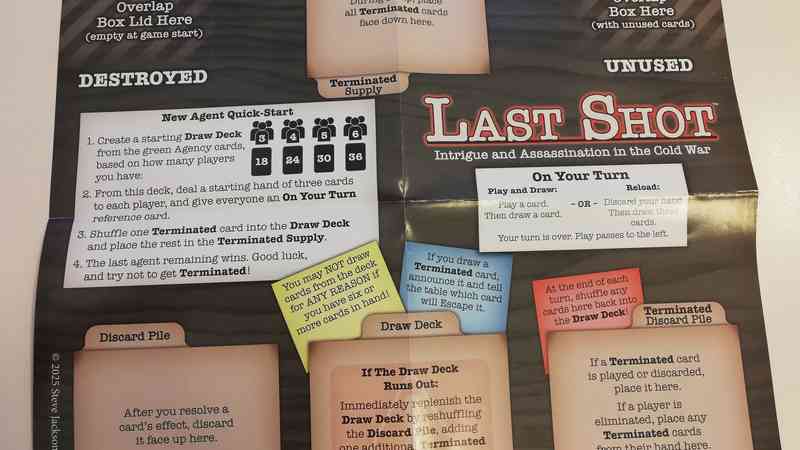 Overlap
Box Lid Here
(empty at game start)
DESTROYED
all Terminated cards
face down here.
Terminated
Supply
Overlap
Box Here
(with unused cards)
UNUSED
LAST SHOT
Intrigue and Assassination in the Cold War
New Agent Quick-Start
1. Create a starting Draw Deck
from the green Agency cards,
based on how many players
you have:
3 4 5 6
18 24 30 36
2. From this deck, deal a starting hand of three cards
to each player, and give everyone an On Your Turn
reference card.
3. Shuffle one Terminated card into the Draw Deck
and place the rest in the Terminated Supply.
4. The last agent remaining wins. Good luck,
and try not to get Terminated!
On Your Turn
Play and Draw:
Play a card.
Then draw a card.
– OR –
Reload:
Discard your hand
Then draw three
cards.
Your turn is over. Play passes to the left.
You may NOT draw
cards from the deck
for ANY REASON if
you have six or
more cards in hand!
If you draw a
Terminated card,
announce it and tell
the table which card
will Escape it.
At the end of each
turn, shuffle any
cards here back into
the Draw Deck!
Discard Pile
After you resolve a
card's effect, discard
it face up here.
Draw Deck
If The Draw Deck
Runs Out:
Immediately replenish the
Draw Deck by reshuffling
the Discard Pile, adding
one additional Terminated
Terminated
Discard Pile
If a Terminated card
is played or discarded,
place it here.
If a player is
eliminated, place any
Terminated cards
from their hand here.
© 2025 Steve Jackson